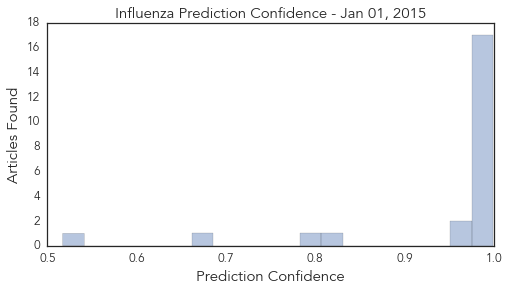 Influenza Prediction Confidence - Jan 01, 2015
Articles Found
18
16
14
12
10
8
6
4
2
0
0.5 0.6 0.7 0.8 0.9 1.0
Prediction Confidence